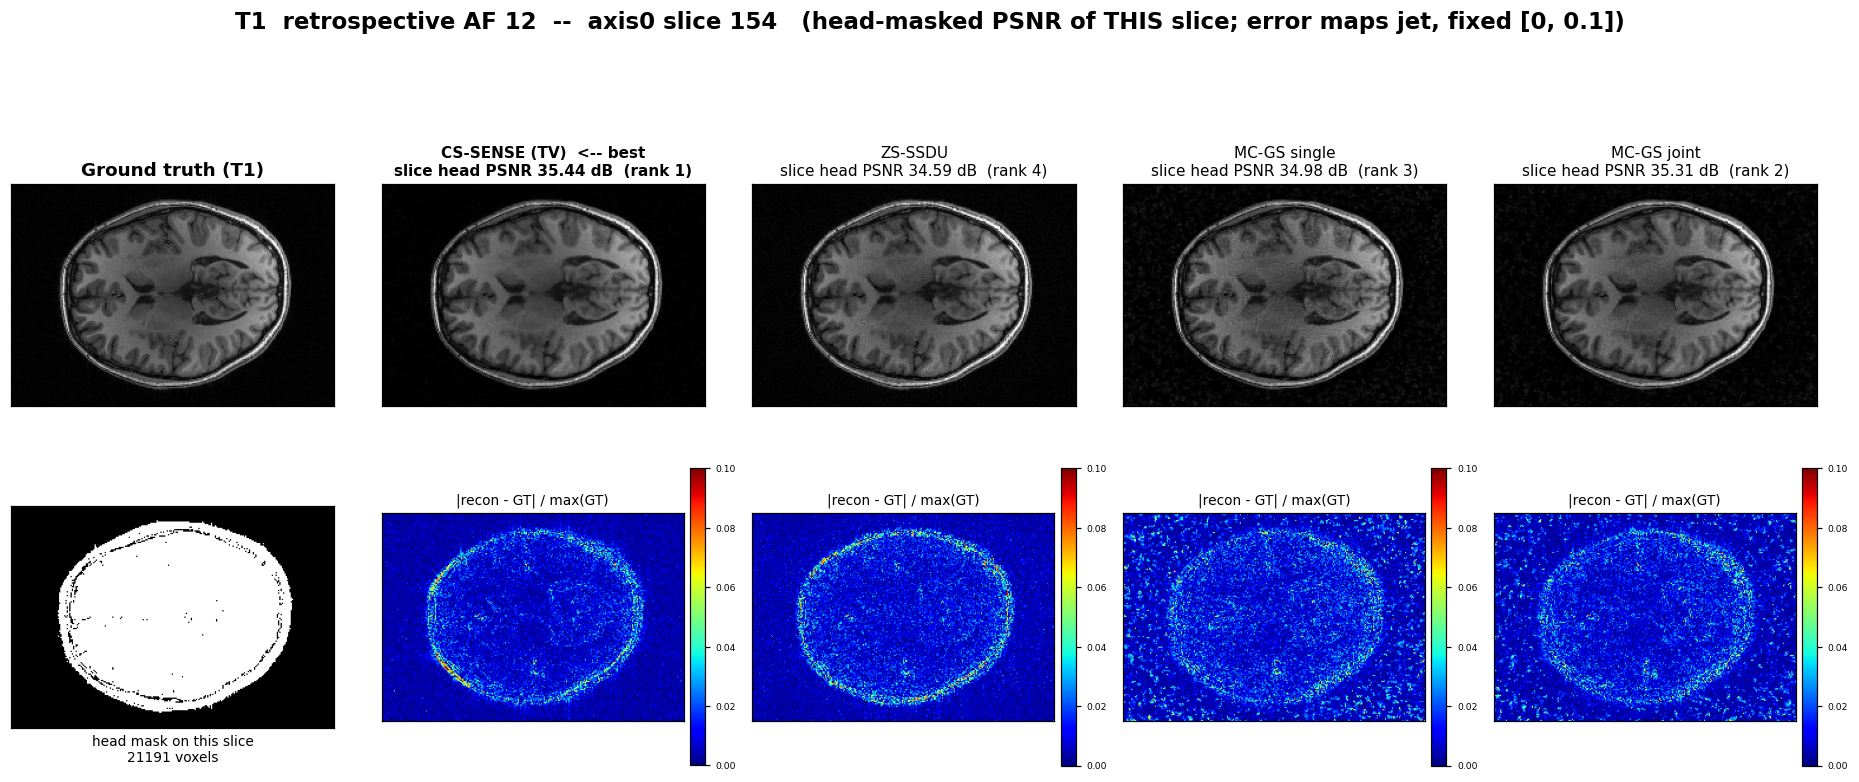 T1  retrospective AF 12  --  axis0 slice 154   (head-masked PSNR of THIS slice; error maps jet, fixed [0, 0.1])
Ground truth (T1)
CS-SENSE (TV)  <-- best
slice head PSNR 35.44 dB  (rank 1)
ZS-SSDU
slice head PSNR 34.59 dB  (rank 4)
MC-GS single
slice head PSNR 34.98 dB  (rank 3)
MC-GS joint
slice head PSNR 35.31 dB  (rank 2)
head mask on this slice
21191 voxels
|recon - GT| / max(GT)
0.10
0.08
0.06
0.04
0.02
0.00
|recon - GT| / max(GT)
0.10
0.08
0.06
0.04
0.02
0.00
|recon - GT| / max(GT)
0.10
0.08
0.06
0.04
0.02
0.00
|recon - GT| / max(GT)
0.10
0.08
0.06
0.04
0.02
0.00